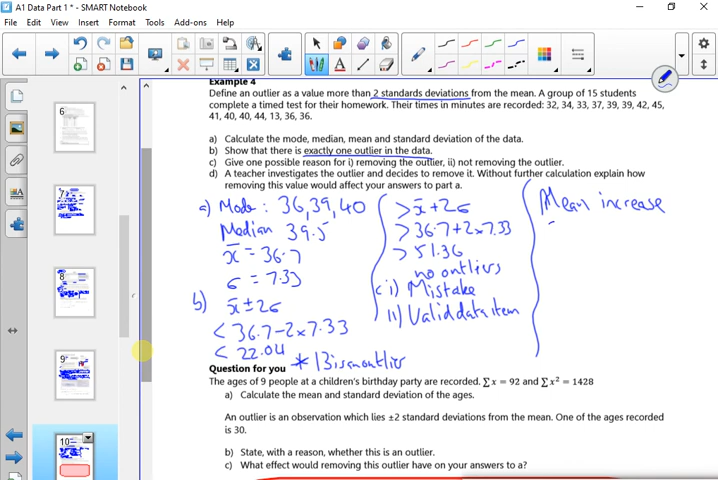 A1 Data Part 1 * - SMART Notebook
File
Edit
View
Insert
Format
Tools
Add-ons
Help
6
7
8
9
10
Example 4
Define an outlier as a value more than 2 standards deviations from the mean. A group of 15 students
complete a timed test for their homework. Their times in minutes are recorded: 32, 34, 33, 37, 39, 39, 42, 45,
41, 40, 40, 44, 13, 36, 36.
a) Calculate the mode, median, mean and standard deviation of the data.
b) Show that there is exactly one outlier in the data.
c) Give one possible reason for i) removing the outlier, ii) not removing the outlier.
d) A teacher investigates the outlier and decides to remove it. Without further calculation explain how
removing this value would affect your answers to part a.
a) Mode : 36,39,40
Median 39.5
x̄ = 36.7
σ = 7.33
b) x̄ ± 2σ
< 36.7-2×7.33
< 22.04
* 13 is an outlier
> x̄ + 2σ
> 36.7+2×7.33
> 51.36
no outliers
c i) Mistake
ii) Valid data item
Mean increase
Question for you
The ages of 9 people at a children's birthday party are recorded. ∑x = 92 and ∑x² = 1428
a) Calculate the mean and standard deviation of the ages.
An outlier is an observation which lies ±2 standard deviations from the mean. One of the ages recorded
is 30.
b) State, with a reason, whether this is an outlier.
c) What effect would removing this outlier have on your answers to a?